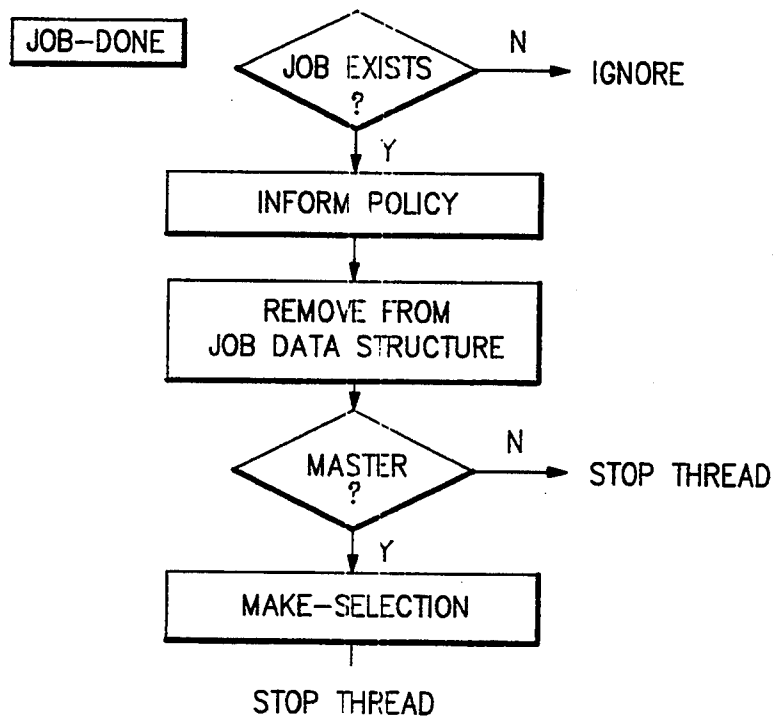 JOB-DONE
JOB EXISTS
?
N
IGNORE
Y
INFORM POLICY
REMOVE FROM
JOB DATA STRUCTURE
MASTER
?
N
STOP THREAD
Y
MAKE-SELECTION
STOP THREAD